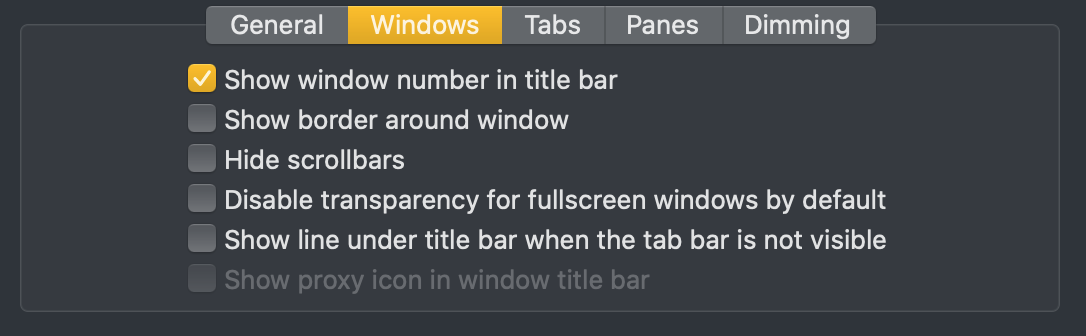 General Windows Tabs Panes Dimming
Show window number in title bar
Show border around window
Hide scrollbars
Disable transparency for fullscreen windows by default
Show line under title bar when the tab bar is not visible
Show proxy icon in window title bar